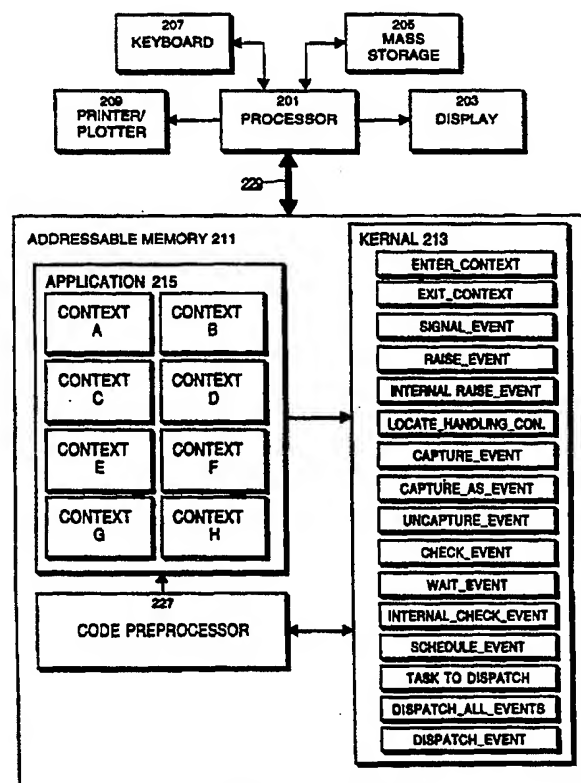 207
KEYBOARD
205
MASS
STORAGE
209
PRINTER/
PLOTTER
201
PROCESSOR
203
DISPLAY
229
ADDRESSABLE MEMORY 211
APPLICATION 215
CONTEXT
A
CONTEXT
B
CONTEXT
C
CONTEXT
D
CONTEXT
E
CONTEXT
F
CONTEXT
G
CONTEXT
H
227
CODE PREPROCESSOR
KERNAL 213
ENTER_CONTEXT
EXIT_CONTEXT
SIGNAL_EVENT
RAISE_EVENT
INTERNAL RAISE_EVENT
LOCATE_HANDLING_CON.
CAPTURE_EVENT
CAPTURE_AS_EVENT
UNCAPTURE_EVENT
CHECK_EVENT
WAIT_EVENT
INTERNAL_CHECK_EVENT
SCHEDULE_EVENT
TASK TO DISPATCH
DISPATCH_ALL_EVENTS
DISPATCH_EVENT